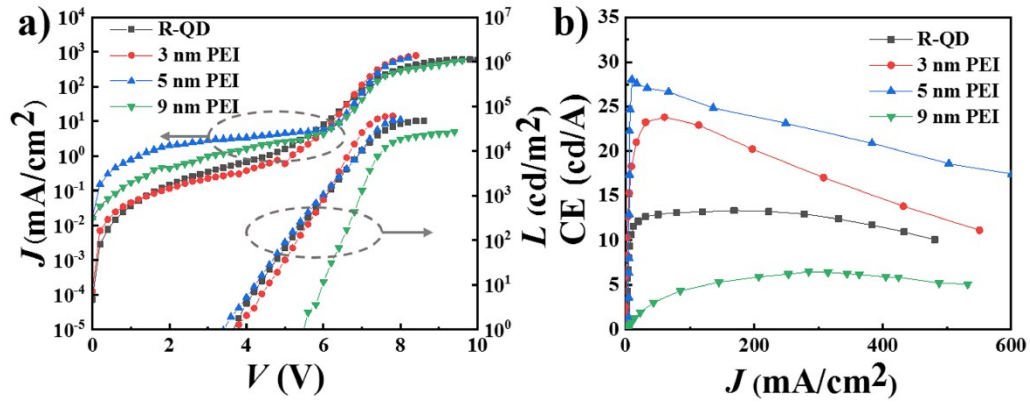 a)
R-QD
3 nm PEI
5 nm PEI
9 nm PEI
J (mA/cm²)
10⁴
10³
10²
10¹
10⁰
10⁻¹
10⁻²
10⁻³
10⁻⁴
10⁻⁵
0 2 4 6 8 10
V (V)
L (cd/m²)
10⁷
10⁶
10⁵
10⁴
10³
10²
10¹
10⁰
b)
R-QD
3 nm PEI
5 nm PEI
9 nm PEI
CE (cd/A)
35
30
25
20
15
10
5
0
0 200 400 600
J (mA/cm²)